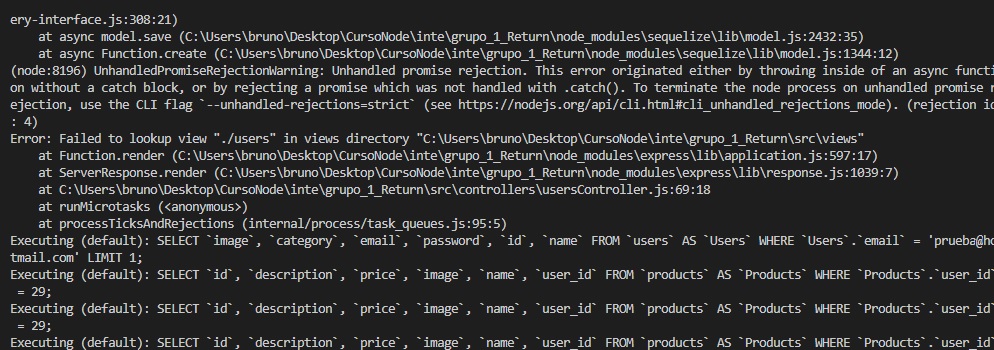 ery-interface.js:308:21)
at async model.save (C:\Users\bruno\Desktop\CursoNode\inte\grupo_1_Return\node_modules\sequelize\lib\model.js:2432:35)
at async Function.create (C:\Users\bruno\Desktop\CursoNode\inte\grupo_1_Return\node_modules\sequelize\lib\model.js:1344:12)
(node:8196) UnhandledPromiseRejectionWarning: Unhandled promise rejection. This error originated either by throwing inside of an async functi
on without a catch block, or by rejecting a promise which was not handled with .catch(). To terminate the node process on unhandled promise r
ejection, use the CLI flag `--unhandled-rejections=strict` (see https://nodejs.org/api/cli.html#cli_unhandled_rejections_mode). (rejection id
: 4)
Error: Failed to lookup view "./users" in views directory "C:\Users\bruno\Desktop\CursoNode\inte\grupo_1_Return\src\views"
at Function.render (C:\Users\bruno\Desktop\CursoNode\inte\grupo_1_Return\node_modules\express\lib\application.js:597:17)
at ServerResponse.render (C:\Users\bruno\Desktop\CursoNode\inte\grupo_1_Return\node_modules\express\lib\response.js:1039:7)
at C:\Users\bruno\Desktop\CursoNode\inte\grupo_1_Return\src\controllers\usersController.js:69:18
at runMicrotasks (<anonymous>)
at processTicksAndRejections (internal/process/task_queues.js:95:5)
Executing (default): SELECT `image`, `category`, `email`, `password`, `id`, `name` FROM `users` AS `Users` WHERE `Users`.`email` = 'prueba@ho
tmail.com' LIMIT 1;
Executing (default): SELECT `id`, `description`, `price`, `image`, `name`, `user_id` FROM `products` AS `Products` WHERE `Products`.`user_id`
= 29;
Executing (default): SELECT `id`, `description`, `price`, `image`, `name`, `user_id` FROM `products` AS `Products` WHERE `Products`.`user_id`
= 29;
Executing (default): SELECT `id`, `description`, `price`, `image`, `name`, `user_id` FROM `products` AS `Products` WHERE `Products`.`user_id`